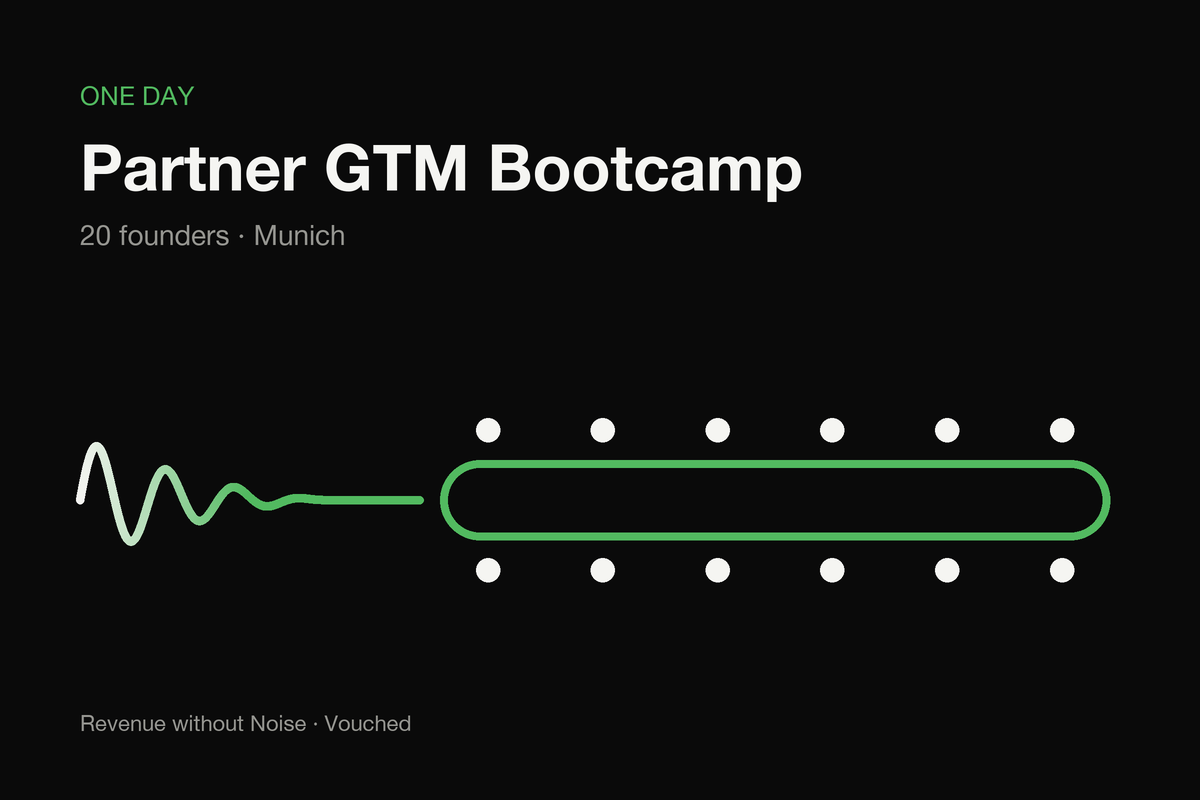 ONE DAY
Partner GTM Bootcamp
20 founders · Munich
Revenue without Noise · Vouched